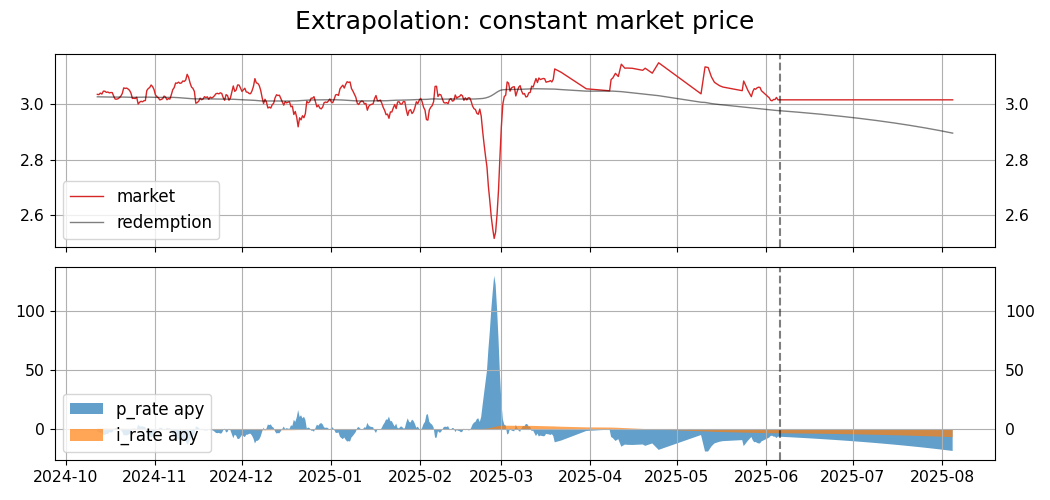 Extrapolation: constant market price
3.0 3.0
2.8 2.8
2.6 2.6
market
redemption
100 100
50 50
0 0
p_rate apy
i_rate apy
2024-10 2024-11 2024-12 2025-01 2025-02 2025-03 2025-04 2025-05 2025-06 2025-07 2025-08